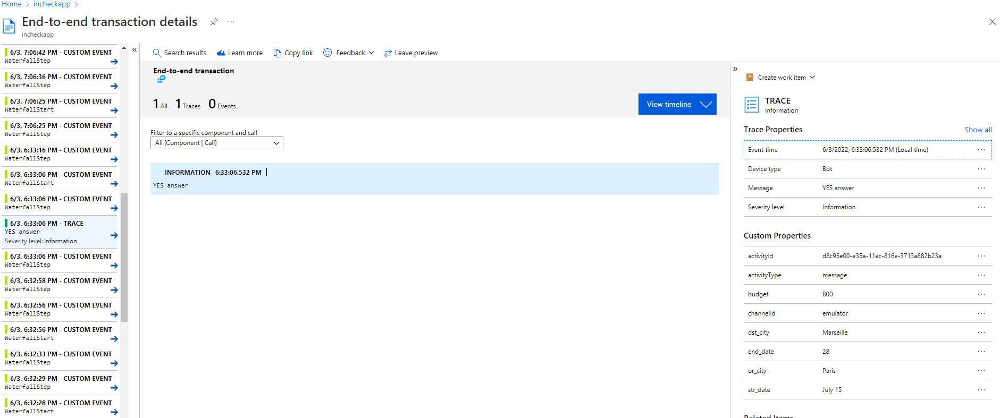 Home > incheckapp >
End-to-end transaction details
incheckapp
6/3, 7:06:42 PM - CUSTOM EVENT
WaterfallStep
6/3, 7:06:36 PM - CUSTOM EVENT
WaterfallStep
6/3, 7:06:25 PM - CUSTOM EVENT
WaterfallStart
6/3, 7:06:25 PM - CUSTOM EVENT
WaterfallStep
6/3, 6:33:16 PM - CUSTOM EVENT
WaterfallStep
6/3, 6:33:06 PM - CUSTOM EVENT
WaterfallStart
6/3, 6:33:06 PM - CUSTOM EVENT
WaterfallStep
6/3, 6:33:06 PM - TRACE
YES answer
Severity level: Information
6/3, 6:33:06 PM - CUSTOM EVENT
WaterfallStep
6/3, 6:32:58 PM - CUSTOM EVENT
WaterfallStep
6/3, 6:32:56 PM - CUSTOM EVENT
WaterfallStep
6/3, 6:32:56 PM - CUSTOM EVENT
WaterfallStart
6/3, 6:32:33 PM - CUSTOM EVENT
WaterfallStep
6/3, 6:32:29 PM - CUSTOM EVENT
WaterfallStep
6/3, 6:32:28 PM - CUSTOM EVENT
WaterfallStart
Search results Learn more Copy link Feedback Leave preview
End-to-end transaction
1 All 1 Traces 0 Events
View timeline
Filter to a specific component and call
All [Component | Call]
INFORMATION 6:33:06.532 PM
YES answer
Create work item
TRACE
Information
Trace Properties Show all
Event time 6/3/2022, 6:33:06.532 PM (Local time)
Device type Bot
Message YES answer
Severity level Information
Custom Properties
activityId d8c95e00-e35a-11ec-816e-3713a882b23a
activityType message
budget 800
channelId emulator
dst_city Marseille
end_date 28
or_city Paris
str_date July 15
Related Items